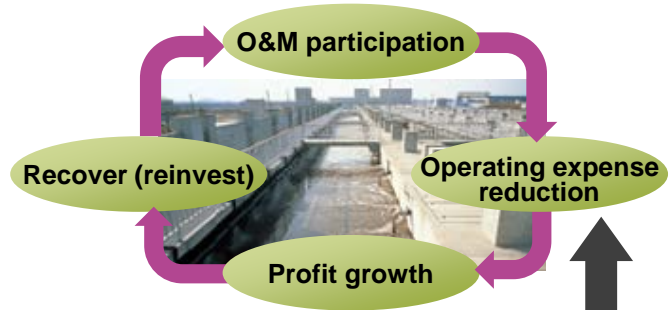 O&M participation
Operating expense
reduction
Profit growth
Recover (reinvest)